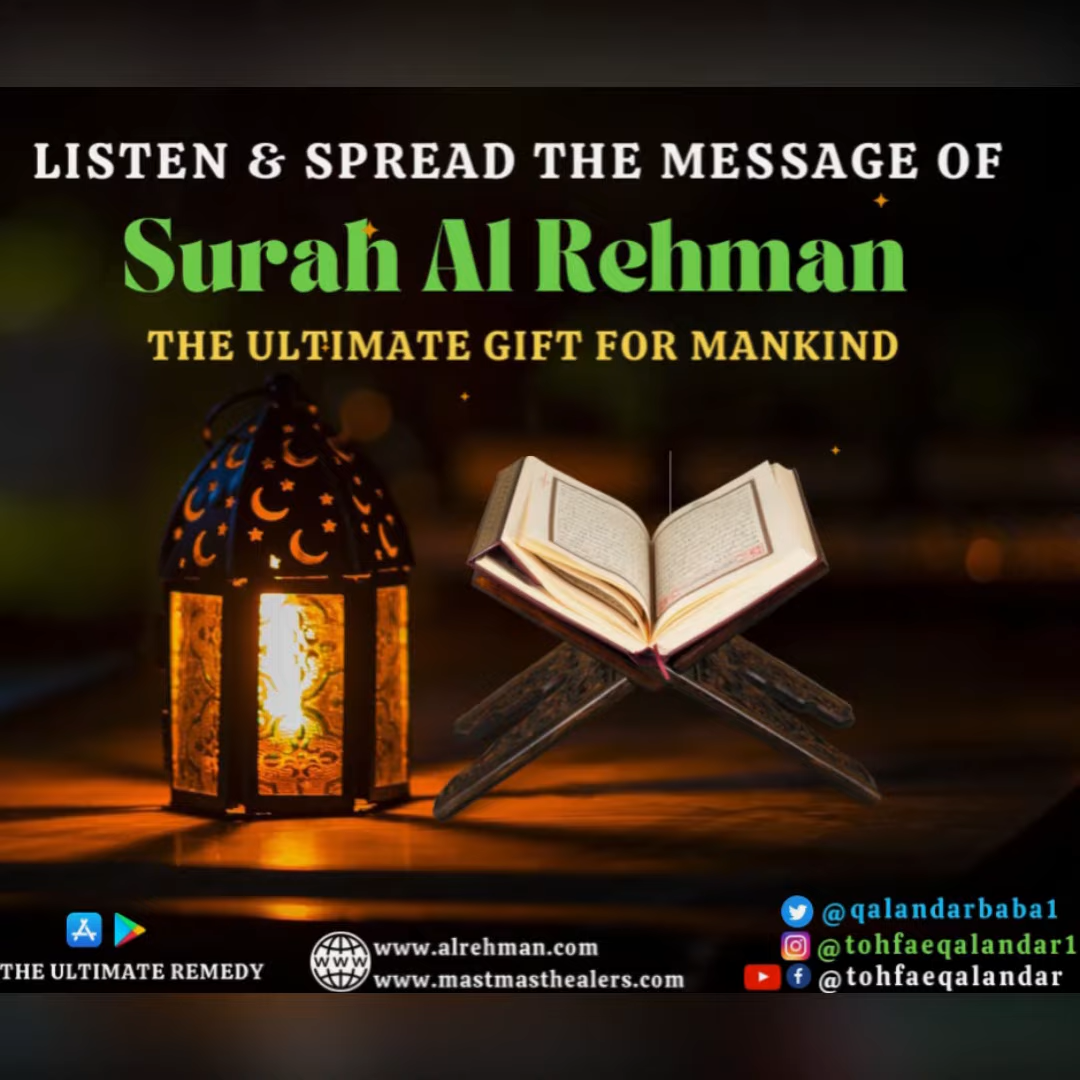 LISTEN & SPREAD THE MESSAGE OF
Surah Al Rehman
THE ULTIMATE GIFT FOR MANKIND
THE ULTIMATE REMEDY
www.alrehman.com
www.mastmasthealers.com
@qalandarbaba1
@tohfaeqalandar1
@tohfaeqalandar